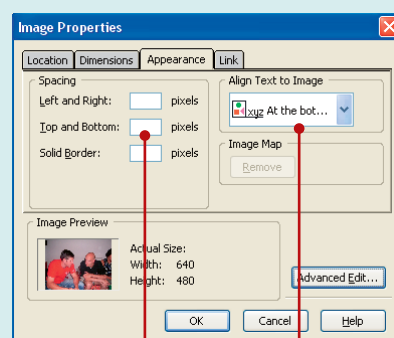 Image Properties
Location Dimensions Appearance Link
Spacing
Left and Right: pixels
Top and Bottom: pixels
Solid Border: pixels
Align Text to Image
xyz At the bot...
Image Map
Remove
Image Preview
Actual Size:
Width: 640
Height: 480
Advanced Edit...
OK Cancel Help